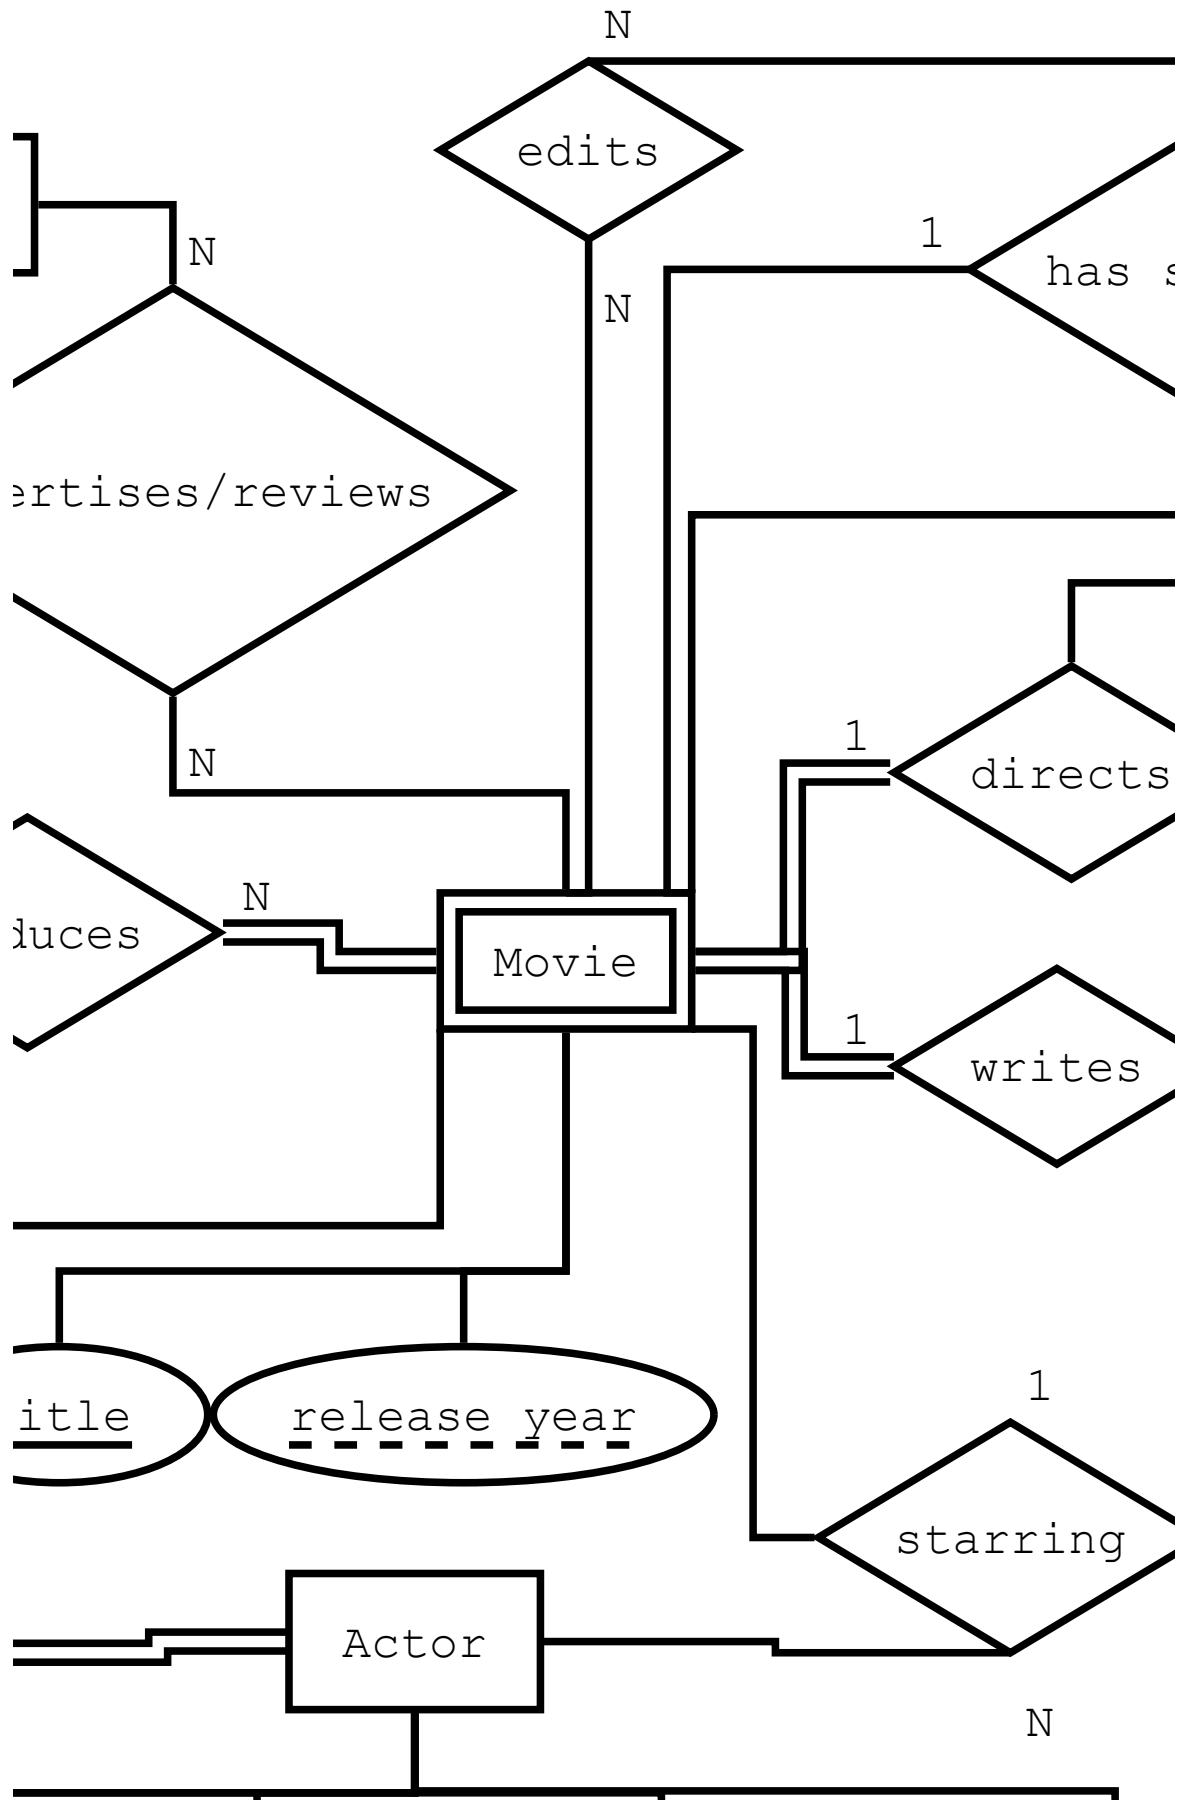 N
edits
1
N
has s
N
ertises/reviews
1
N
directs
N
duces
Movie
1
writes
1
itle
release year
starring
Actor
N